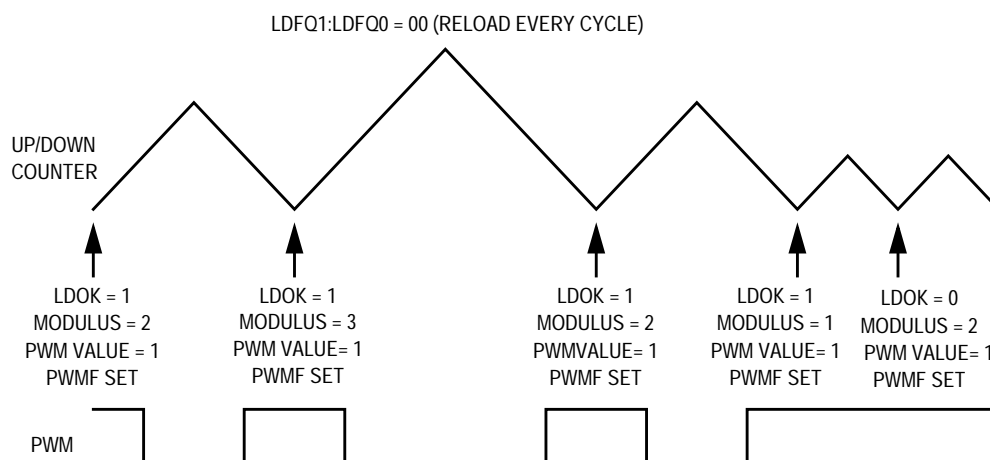 LDFQ1:LDFQ0 = 00 (RELOAD EVERY CYCLE)
UP/DOWN
COUNTER
LDOK = 1
MODULUS = 2
PWM VALUE = 1
PWMF SET
LDOK = 1
MODULUS = 3
PWM VALUE= 1
PWMF SET
LDOK = 1
MODULUS = 2
PWMVALUE= 1
PWMF SET
LDOK = 1
MODULUS = 1
PWM VALUE= 1
PWMF SET
LDOK = 0
MODULUS = 2
PWM VALUE= 1
PWMF SET
PWM